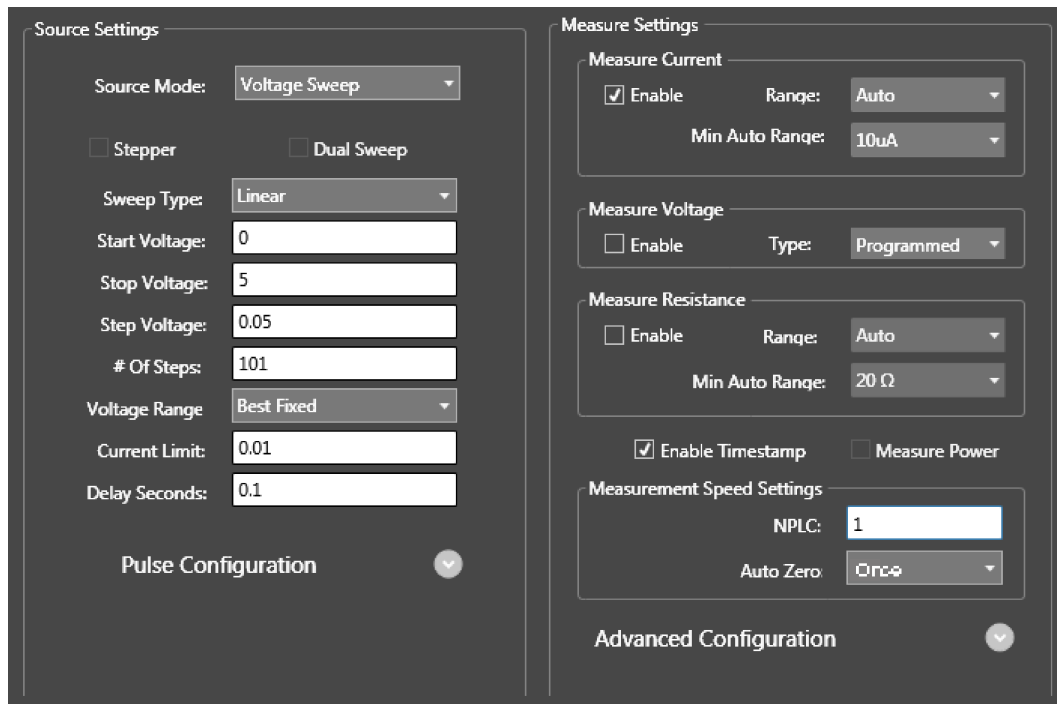 Source Settings
Source Mode: Voltage Sweep
Stepper Dual Sweep
Sweep Type: Linear
Start Voltage: 0
Stop Voltage: 5
Step Voltage: 0.05
# Of Steps: 101
Voltage Range Best Fixed
Current Limit: 0.01
Delay Seconds: 0.1
Pulse Configuration
Measure Settings
Measure Current
Enable Range: Auto
Min Auto Range: 10uA
Measure Voltage
Enable Type: Programmed
Measure Resistance
Enable Range: Auto
Min Auto Range: 20 Ω
Enable Timestamp Measure Power
Measurement Speed Settings
NPLC: 1
Auto Zero: Once
Advanced Configuration